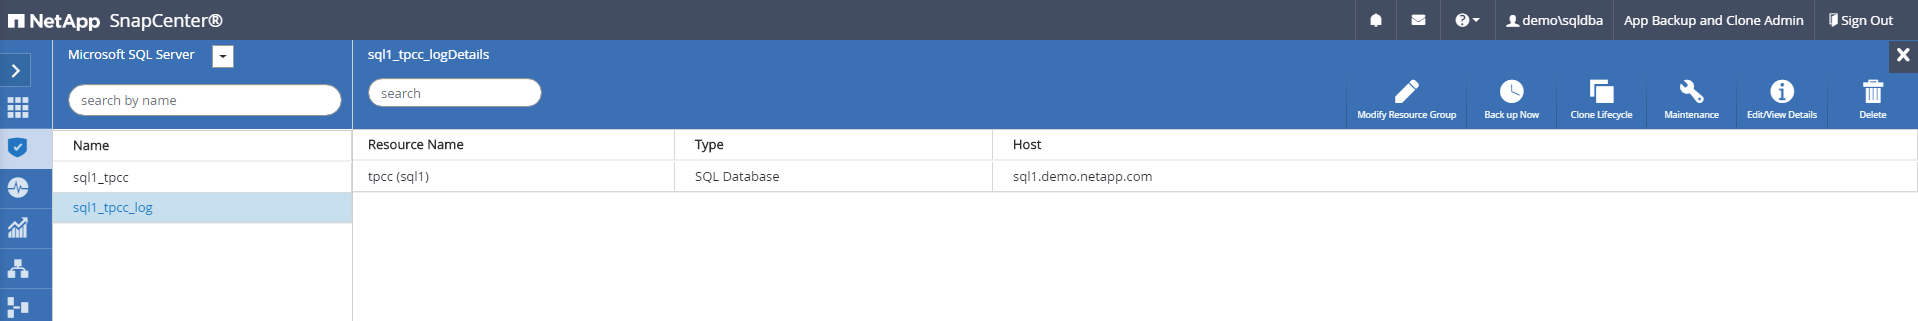 NetApp SnapCenter®
demo\sqldba App Backup and Clone Admin Sign Out
Microsoft SQL Server
search by name
Name
sql1_tpcc
sql1_tpcc_log
sql1_tpcc_logDetails
search
Modify Resource Group Back up Now Clone Lifecycle Maintenance Edit/View Details Delete
Resource Name Type Host
tpcc (sql1) SQL Database sql1.demo.netapp.com